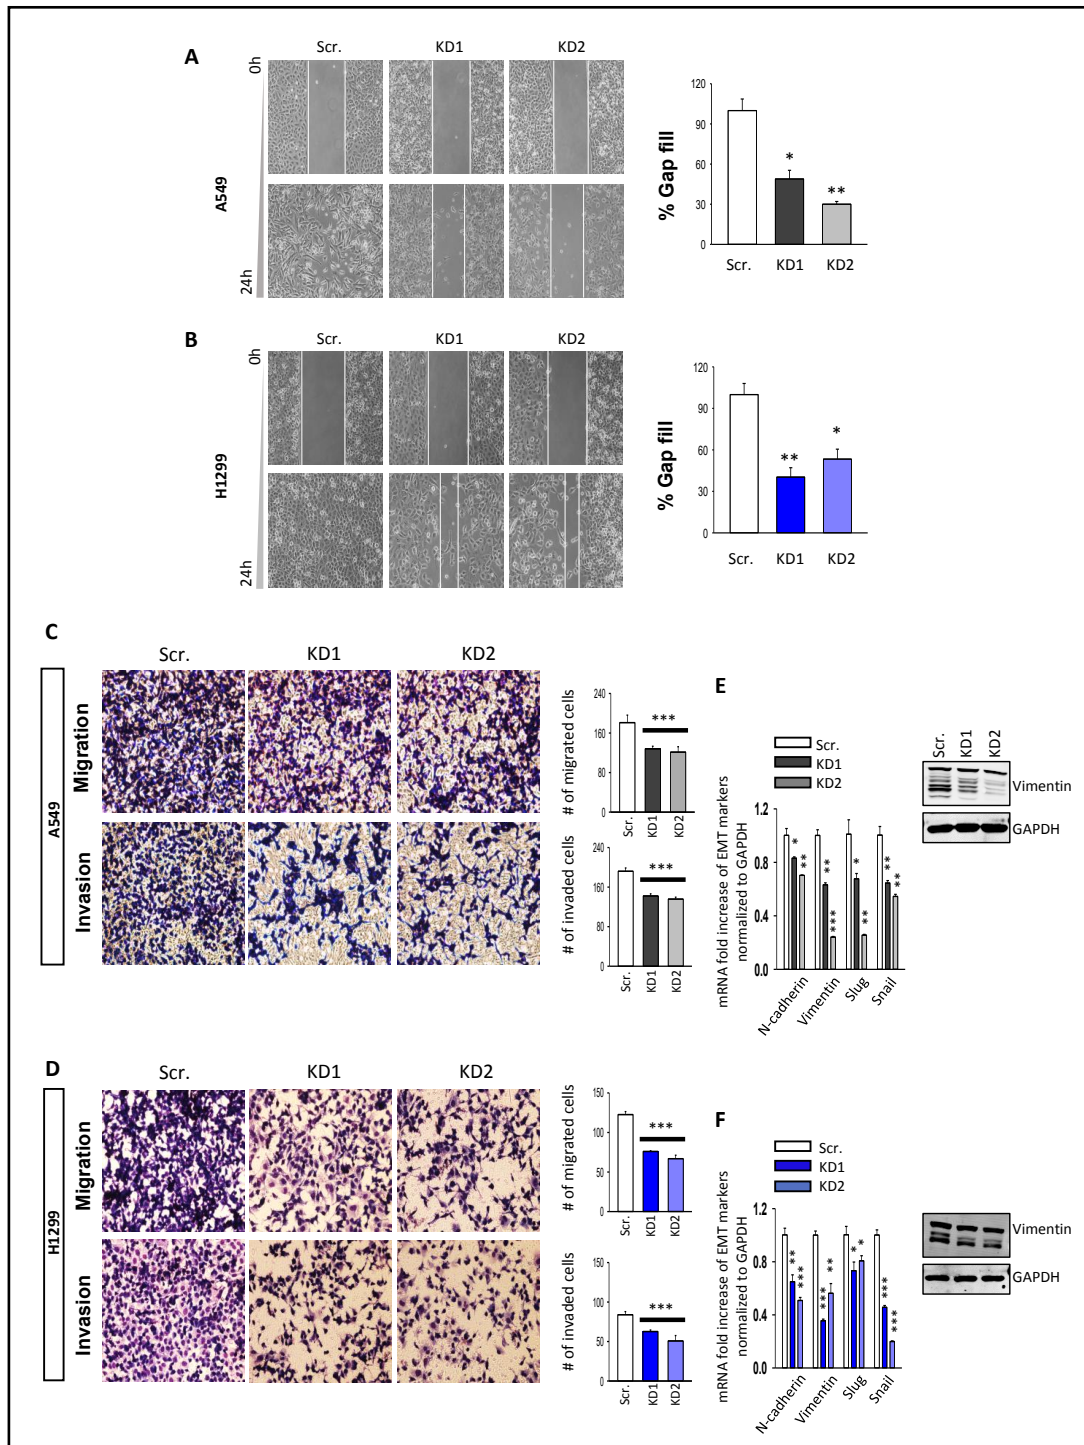 A
Scr.
KD1
KD2
0h
24h
A549
% Gap fill
120
90
60
30
0
*
**
Scr.
KD1
KD2
B
Scr.
KD1
KD2
0h
24h
H1299
% Gap fill
120
90
60
30
0
**
*
Scr.
KD1
KD2
C
Scr.
KD1
KD2
A549
Migration
Invasion
# of migrated cells
240
160
80
0
***
Scr.
KD1
KD2
# of invaded cells
240
160
80
0
***
Scr.
KD1
KD2
E
Scr.
KD1
KD2
mRNA fold increase of EMT markers
normalized to GAPDH
1.2
0.8
0.4
0.0
*
**
**
***
*
**
**
**
N-cadherin
Vimentin
Slug
Snail
Scr.
KD1
KD2
Vimentin
GAPDH
D
Scr.
KD1
KD2
H1299
Migration
Invasion
# of migrated cells
150
100
50
0
***
Scr.
KD1
KD2
# of invaded cells
150
100
50
0
***
Scr.
KD1
KD2
F
Scr.
KD1
KD2
mRNA fold increase of EMT markers
normalized to GAPDH
1.2
0.8
0.4
0.0
**
***
***
**
*
*
***
***
N-cadherin
Vimentin
Slug
Snail
Vimentin
GAPDH